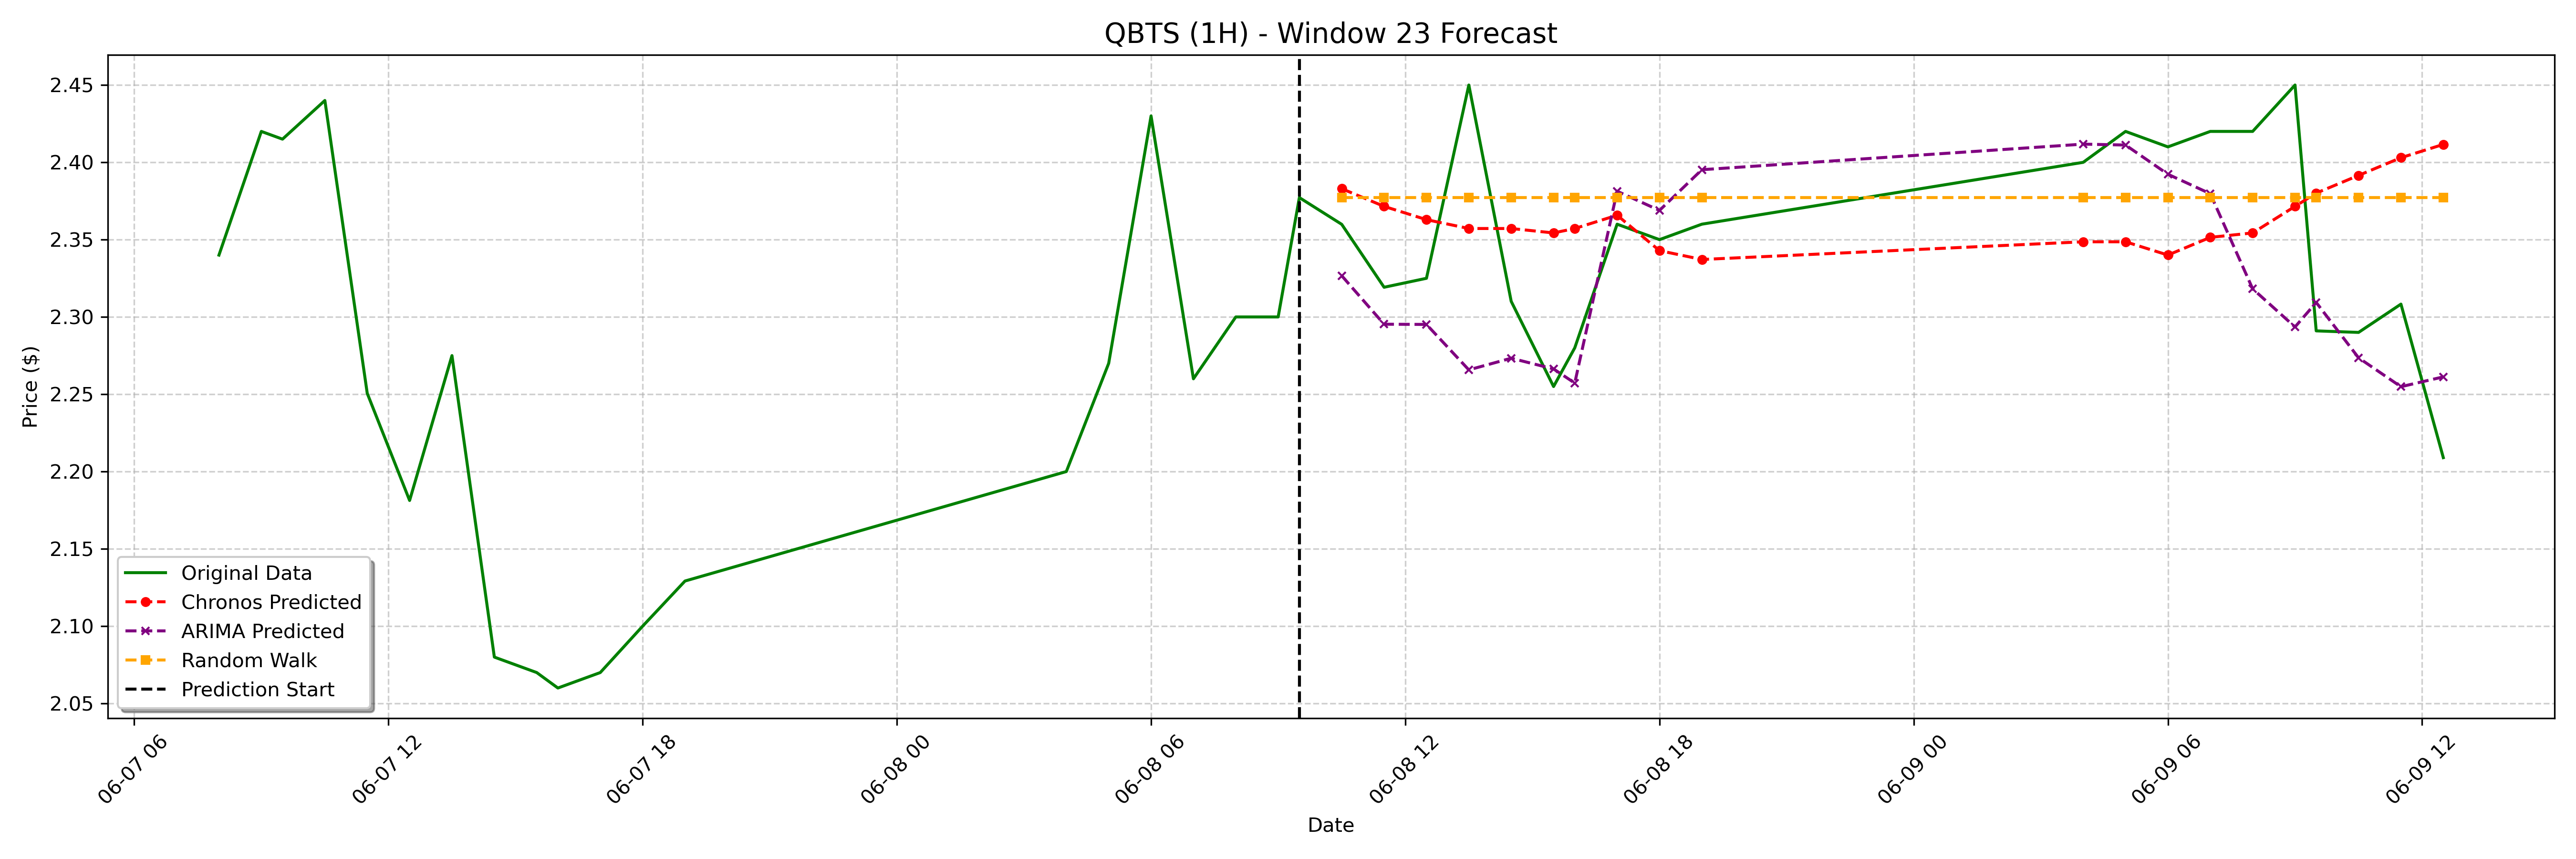 QBTS (1H) - Window 23 Forecast
Price ($)
2.45
2.40
2.35
2.30
2.25
2.20
2.15
2.10
2.05
Original Data
Chronos Predicted
ARIMA Predicted
Random Walk
Prediction Start
06-07 06
06-07 12
06-07 18
06-08 00
06-08 06
06-08 12
06-08 18
06-09 00
06-09 06
06-09 12
Date